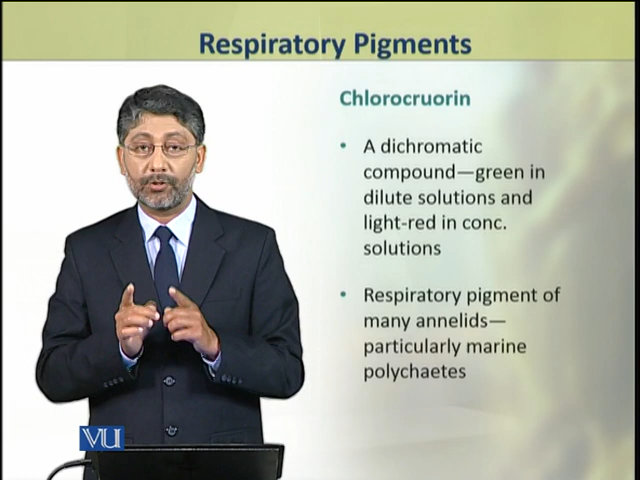 Respiratory Pigments
Chlorocruorin
• A dichromatic
compound—green in
dilute solutions and
light-red in conc.
solutions
• Respiratory pigment of
many annelids—
particularly marine
polychaetes
VU